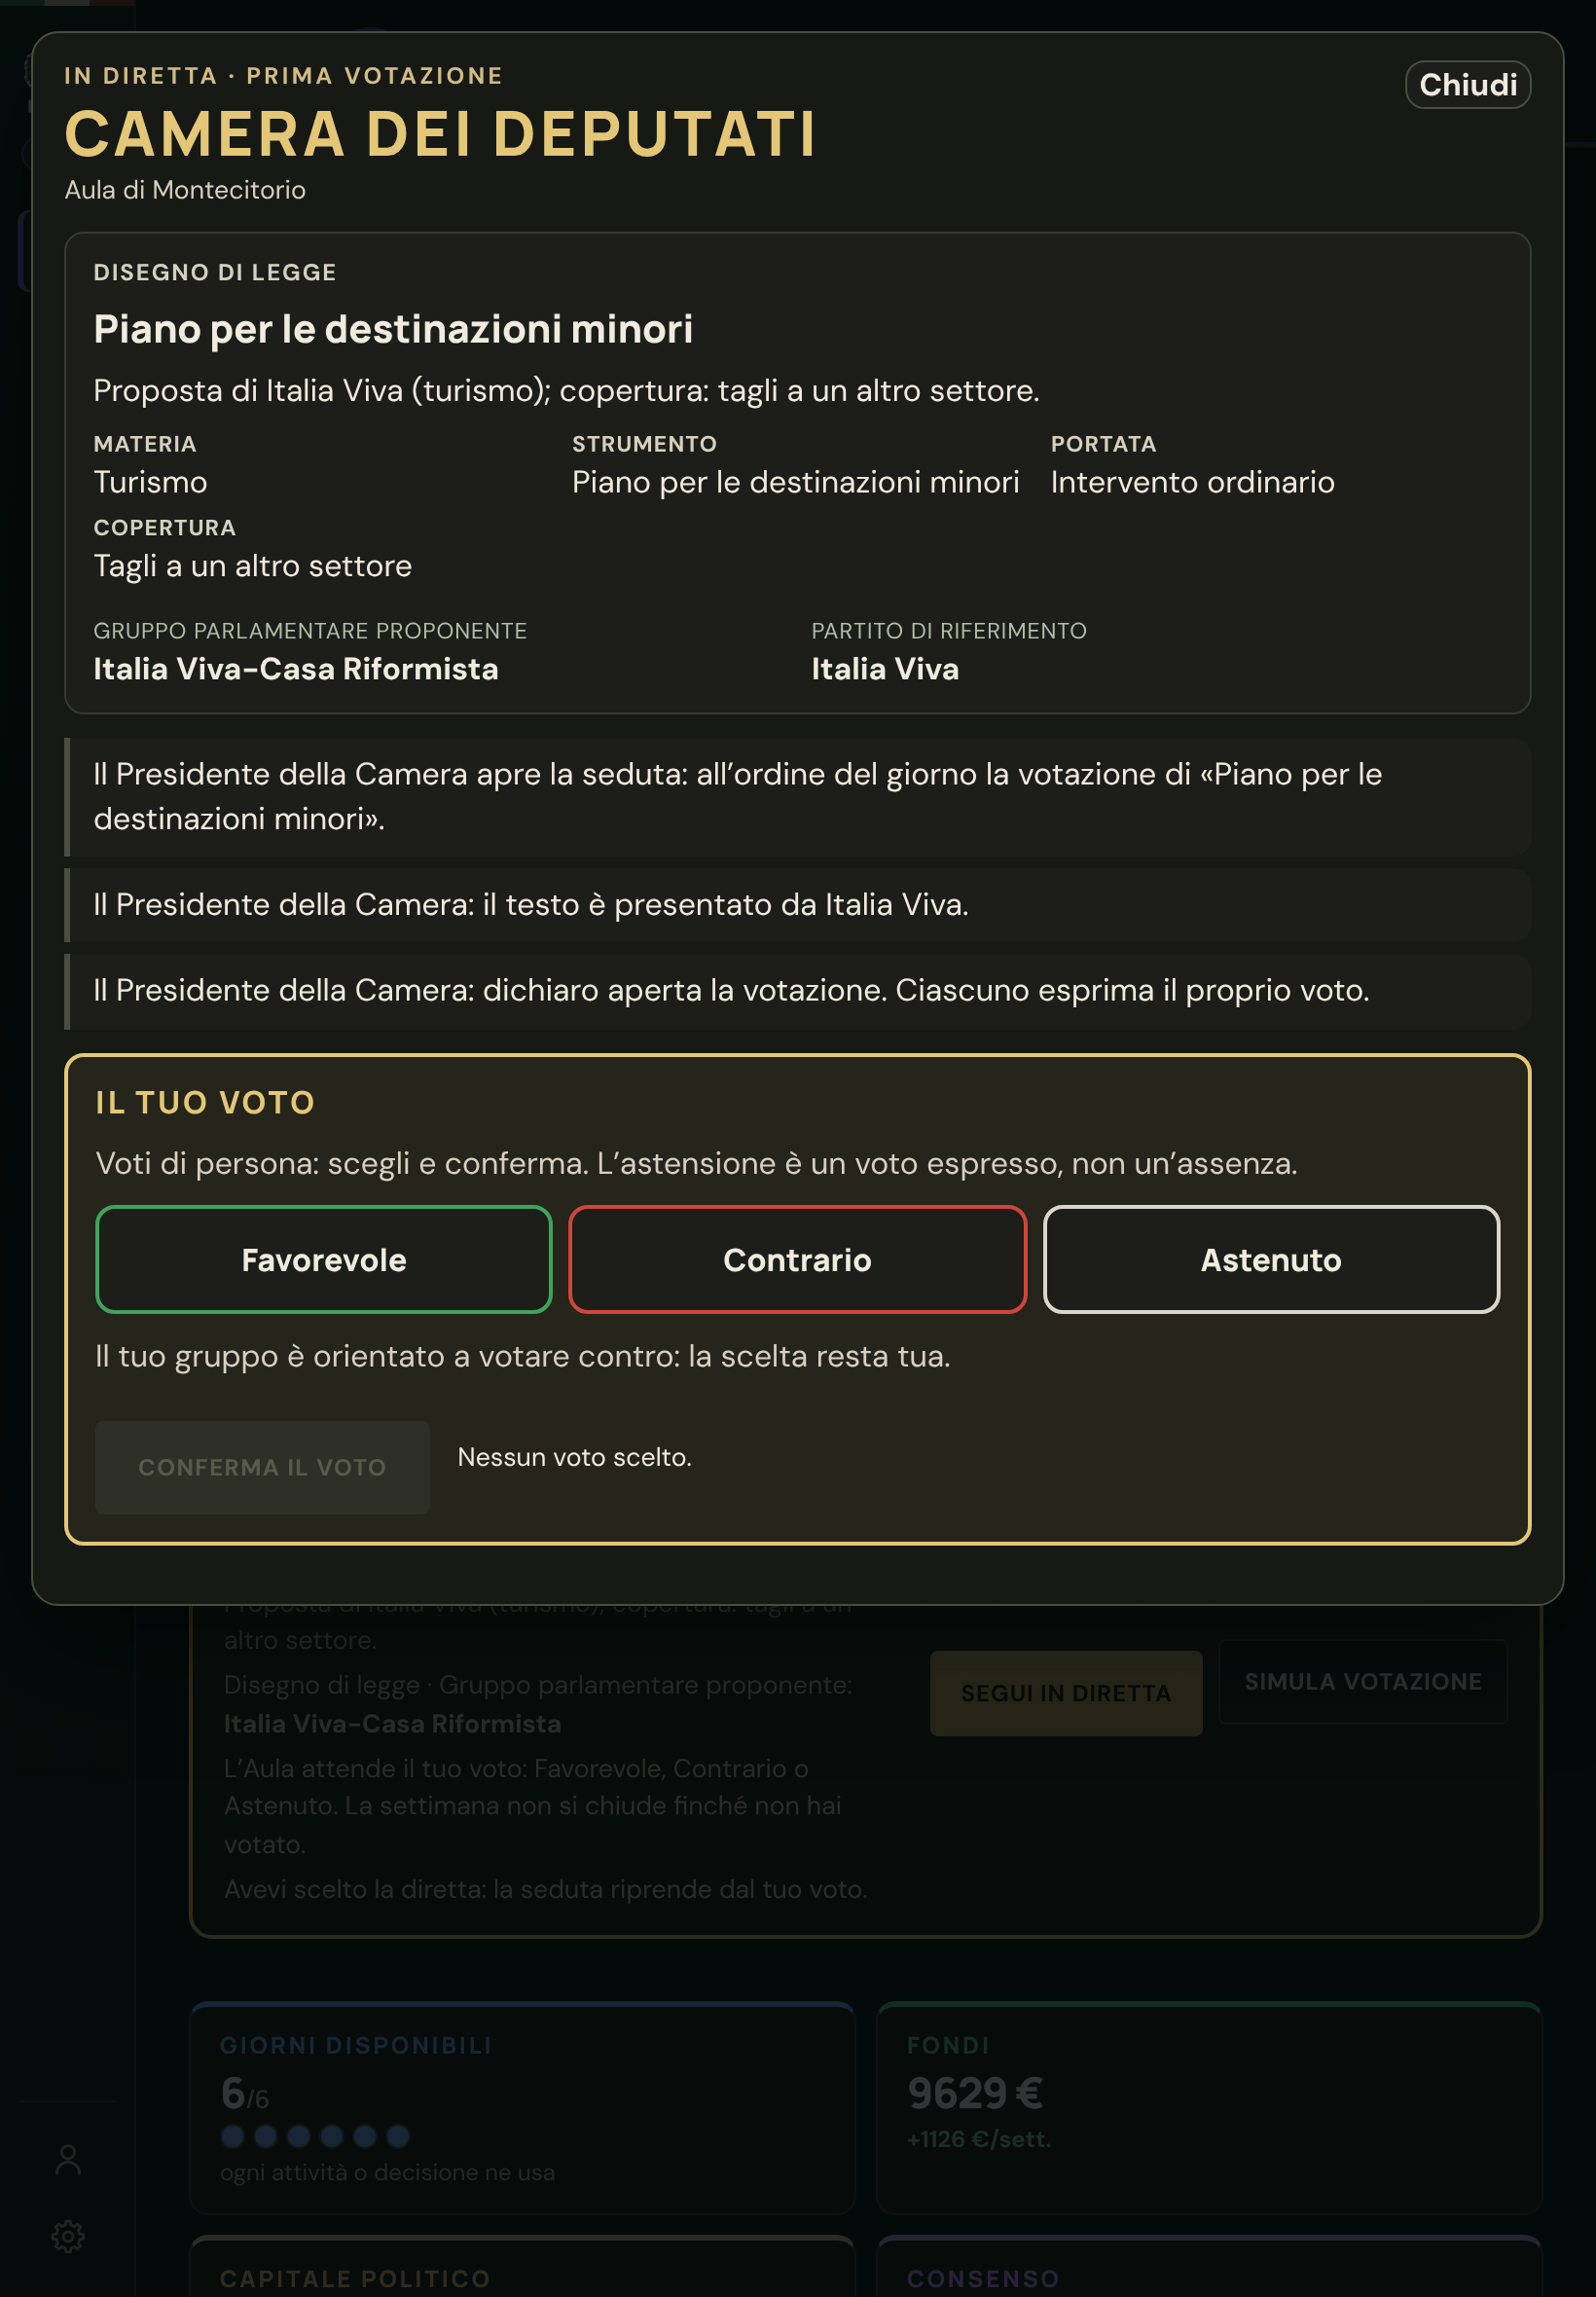 IN DIRETTA · PRIMA VOTAZIONE
Chiudi
CAMERA DEI DEPUTATI
Aula di Montecitorio
DISEGNO DI LEGGE
Piano per le destinazioni minori
Proposta di Italia Viva (turismo); copertura: tagli a un altro settore.
MATERIA
Turismo
STRUMENTO
Piano per le destinazioni minori
PORTATA
Intervento ordinario
COPERTURA
Tagli a un altro settore
GRUPPO PARLAMENTARE PROPONENTE
Italia Viva-Casa Riformista
PARTITO DI RIFERIMENTO
Italia Viva
Il Presidente della Camera apre la seduta: all’ordine del giorno la votazione di «Piano per le
destinazioni minori».
Il Presidente della Camera: il testo è presentato da Italia Viva.
Il Presidente della Camera: dichiaro aperta la votazione. Ciascuno esprima il proprio voto.
IL TUO VOTO
Voti di persona: scegli e conferma. L’astensione è un voto espresso, non un’assenza.
Favorevole
Contrario
Astenuto
Il tuo gruppo è orientato a votare contro: la scelta resta tua.
CONFERMA IL VOTO
Nessun voto scelto.
Proposta di Italia Viva (turismo); copertura: tagli a un
altro settore.
Disegno di legge · Gruppo parlamentare proponente:
Italia Viva-Casa Riformista
L’Aula attende il tuo voto: Favorevole, Contrario o
Astenuto. La settimana non si chiude finché non hai
votato.
Avevi scelto la diretta: la seduta riprende dal tuo voto.
SEGUI IN DIRETTA
SIMULA VOTAZIONE
GIORNI DISPONIBILI
6/6
ogni attività o decisione ne usa
FONDI
9629 €
+1126 €/sett.
CAPITALE POLITICO
CONSENSO